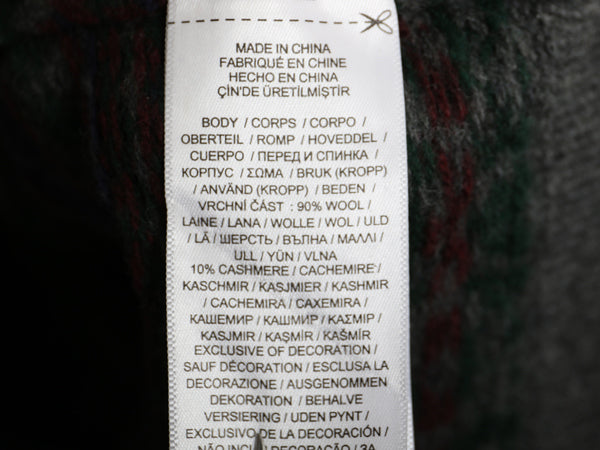 MADE IN CHINA
FABRIQUÉ EN CHINE
HECHO EN CHINA
ÇİN'DE ÜRETİLMİŞTİR
BODY / CORPS / CORPO /
OBERTEIL / ROMP / HOVEDDEL /
CUERPO / ПЕРЕД И СПИНКА /
КОРПУС / ΣΩΜΑ / BRUK (KROPP)
/ ANVÄND (KROPP) / BEDEN /
VRCHNÍ ČÁST : 90% WOOL /
LAINE / LANA / WOLLE / WOL / ULD
/ LÃ / ШЕРСТЬ / ВЪЛНА / ΜΑΛΛΙ /
ULL / YÜN / VLNA
10% CASHMERE / CACHEMIRE /
KASCHMIR / KASJMIER / KASHMIR
/ CACHEMIRA / CAXEMIRA /
КАШЕМИР / КАШМИР / ΚΑΣΜΙΡ /
KASJMIR / KAŞMİR / KAŠMÍR
EXCLUSIVE OF DECORATION /
SAUF DÉCORATION / ESCLUSA LA
DECORAZIONE / AUSGENOMMEN
DEKORATION / BEHALVE
VERSIERING / UDEN PYNT /
EXCLUSIVO DE LA DECORACIÓN /
NÃO DECORAÇÃO / ЗА